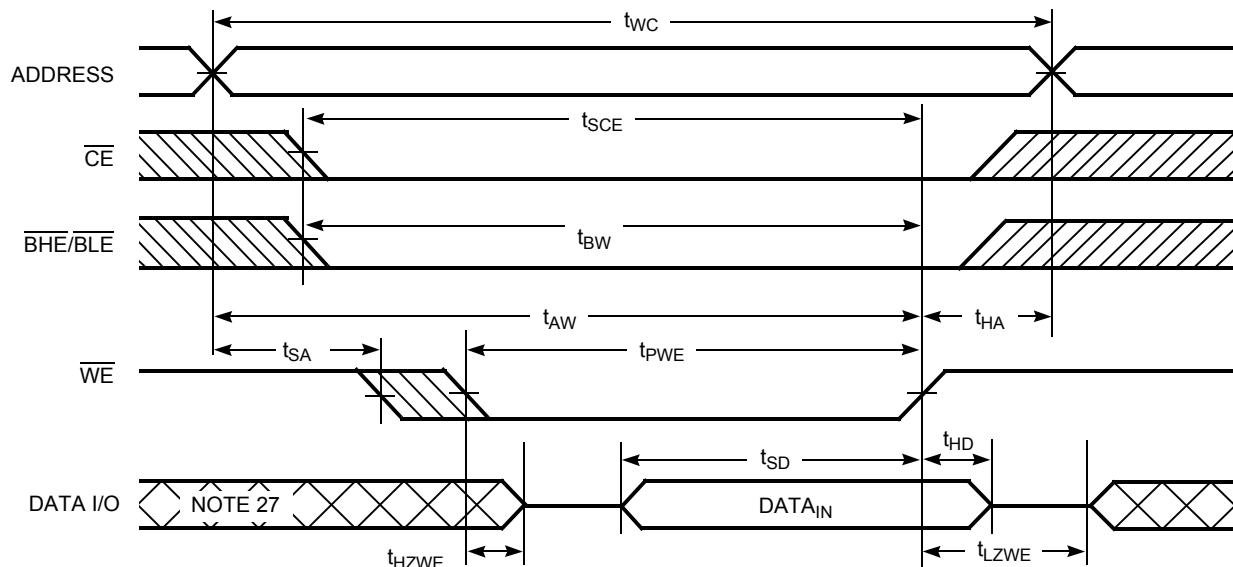 tWC
ADDRESS
tSCE
CE
BHE/BLE
tBW
tAW
tHA
tSA
tPWE
WE
tHD
tSD
DATA I/O
NOTE 27
DATAIN
tHZWE
tLZWE